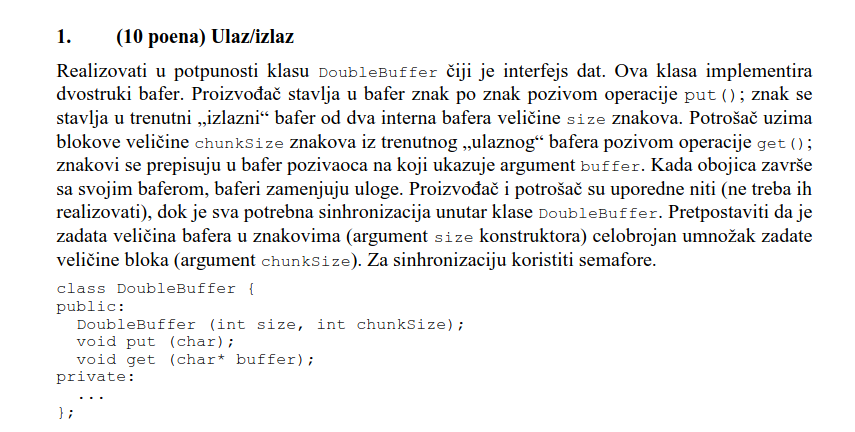 1. (10 poena) Ulaz/izlaz
Realizovati u potpunosti klasu DoubleBuffer čiji je interfejs dat. Ova klasa implementira
dvostruki bafer. Proizvođač stavlja u bafer znak po znak pozivom operacije put(); znak se
stavlja u trenutni „izlazni“ bafer od dva interna bafera veličine size znakova. Potrošač uzima
blokove veličine chunkSize znakova iz trenutnog „ulaznog“ bafera pozivom operacije get();
znakovi se prepisuju u bafer pozivaoca na koji ukazuje argument buffer. Kada obojica završe
sa svojim baferom, baferi zamenjuju uloge. Proizvođač i potrošač su uporedne niti (ne treba ih
realizovati), dok je sva potrebna sinhronizacija unutar klase DoubleBuffer. Pretpostaviti da je
zadata veličina bafera u znakovima (argument size konstruktora) celobrojan umnožak zadate
veličine bloka (argument chunkSize). Za sinhronizaciju koristiti semafore.
class DoubleBuffer {
public:
  DoubleBuffer (int size, int chunkSize);
  void put (char);
  void get (char* buffer);
private:
  ...
};